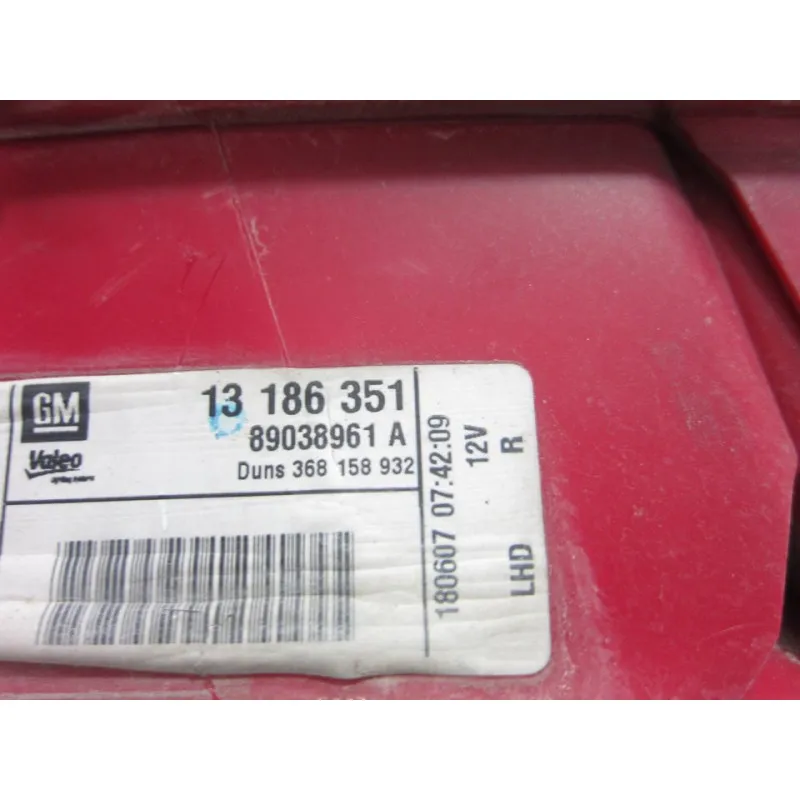 GM
13 186 351
89038961 A
Valeo
Duns 368 158 932
180607 07:42:09
12V
LHD R